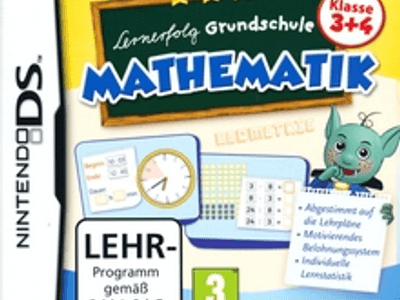 Klasse
3+4
Lernerfolg Grundschule
MATHEMATIK
NINTENDO DS
GEOMETRIE
Beginn
Ende
Dauer
min
• Abgestimmt auf
die Lehrpläne
• Motivierendes
Belohnungssystem
• Individuelle
Lernstatistik
LEHR-
Programm
gemäß
3